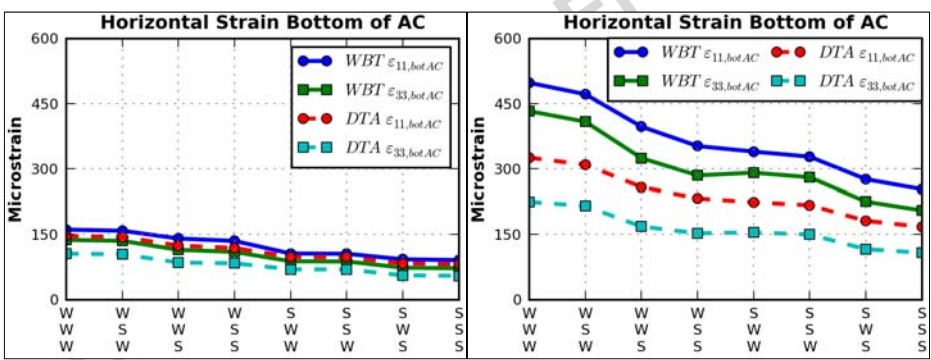 Horizontal Strain Bottom of AC
Microstrain
600
450
300
150
0
WBT ε11,botAC
WBT ε33,botAC
DTA ε11,botAC
DTA ε33,botAC
W W W W S S S S
W S W S W S W S
W W S S W W S S
Horizontal Strain Bottom of AC
Microstrain
600
450
300
150
0
WBT ε11,botAC DTA ε11,botAC
WBT ε33,botAC DTA ε33,botAC
W W W S W S S S
W S W W S S W S
W W S W S W S S